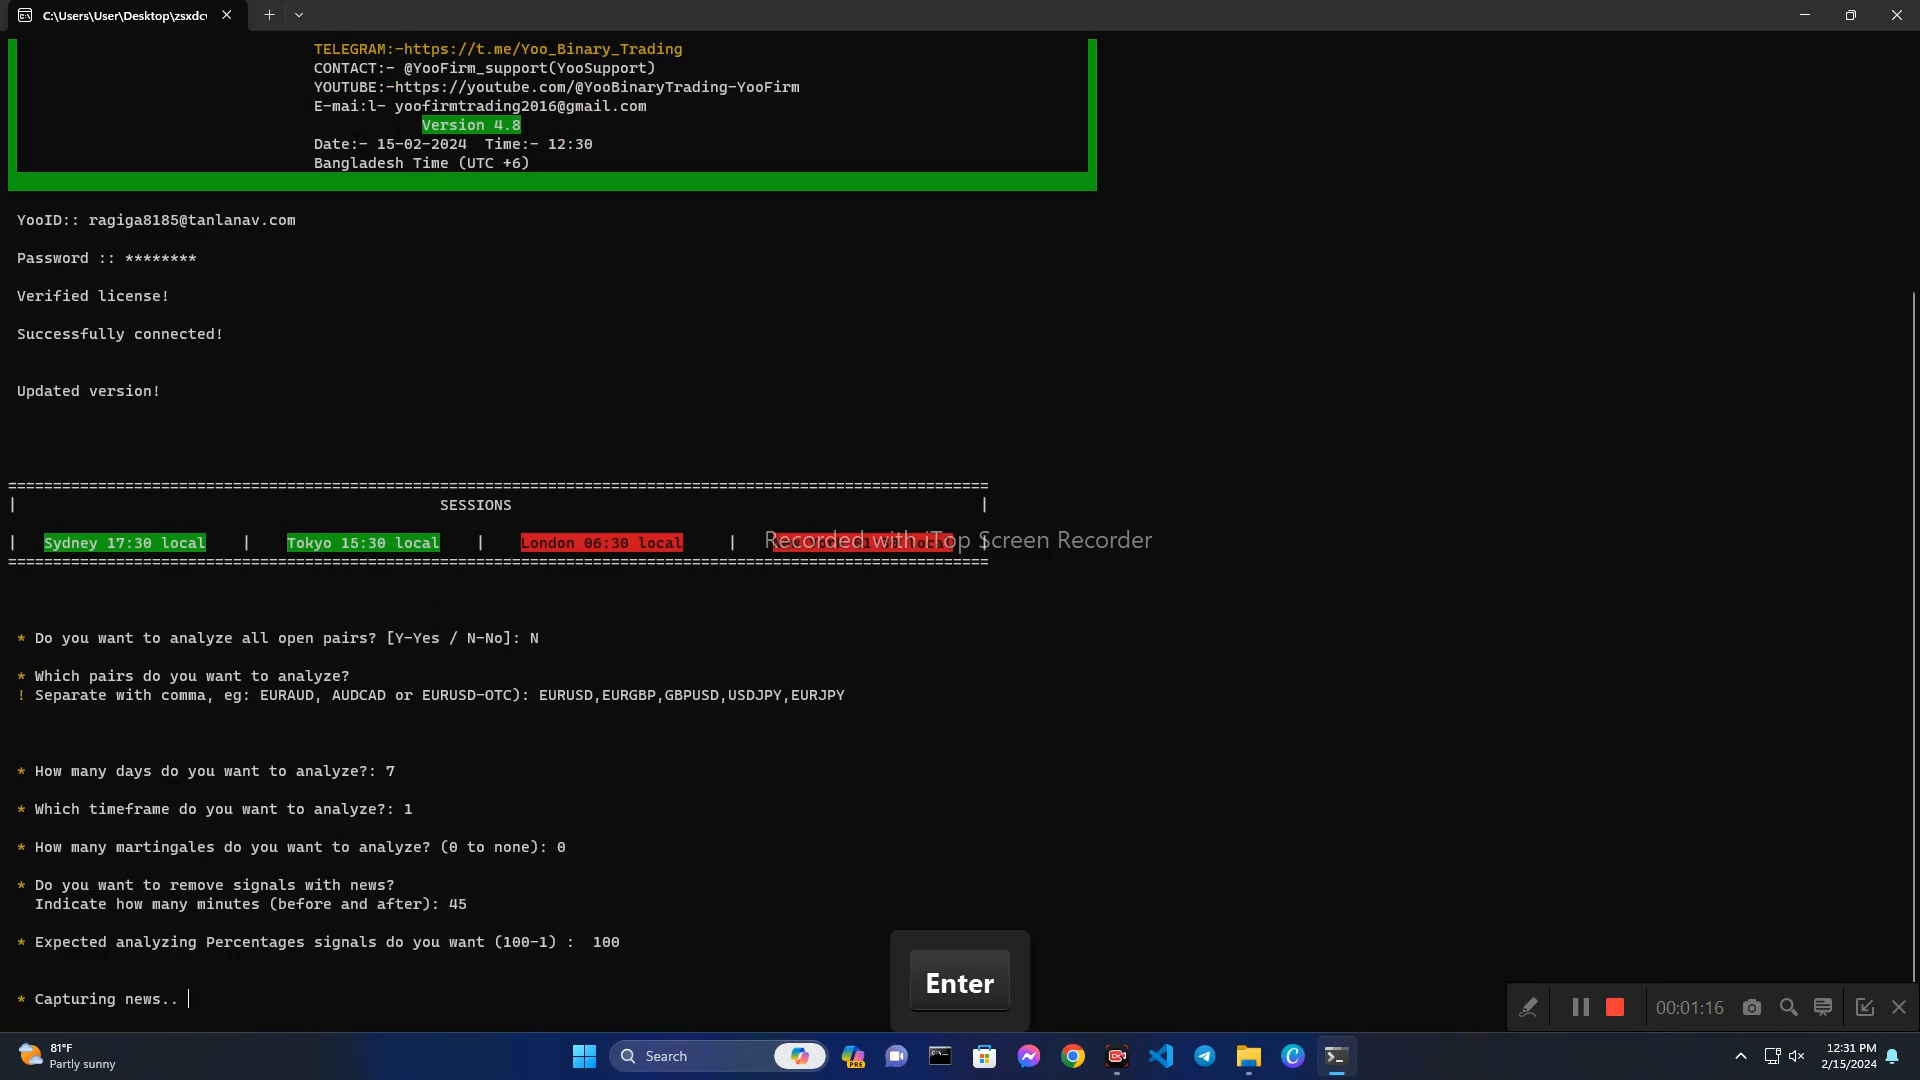 C:\Users\User\Desktop\zsxdc
TELEGRAM:-https://t.me/Yoo_Binary_Trading
CONTACT:- @YooFirm_support(YooSupport)
YOUTUBE:-https://youtube.com/@YooBinaryTrading-YooFirm
E-mai:l- yoofirmtrading2016@gmail.com
Version 4.8
Date:- 15-02-2024  Time:- 12:30
Bangladesh Time (UTC +6)
YooID:: ragiga8185@tanlanav.com
Password :: ********
Verified license!
Successfully connected!
Updated version!
====================================================================================================
| SESSIONS |
| Sydney 17:30 local | Tokyo 15:30 local | London 06:30 local | |
Recorded with iTop Screen Recorder
====================================================================================================
* Do you want to analyze all open pairs? [Y-Yes / N-No]: N
* Which pairs do you want to analyze?
! Separate with comma, eg: EURAUD, AUDCAD or EURUSD-OTC): EURUSD,EURGBP,GBPUSD,USDJPY,EURJPY
* How many days do you want to analyze?: 7
* Which timeframe do you want to analyze?: 1
* How many martingales do you want to analyze? (0 to none): 0
* Do you want to remove signals with news?
Indicate how many minutes (before and after): 45
* Expected analyzing Percentages signals do you want (100-1) :  100
Enter
* Capturing news..
00:01:16
81°F
Partly sunny
Search
PRE
12:31 PM
2/15/2024